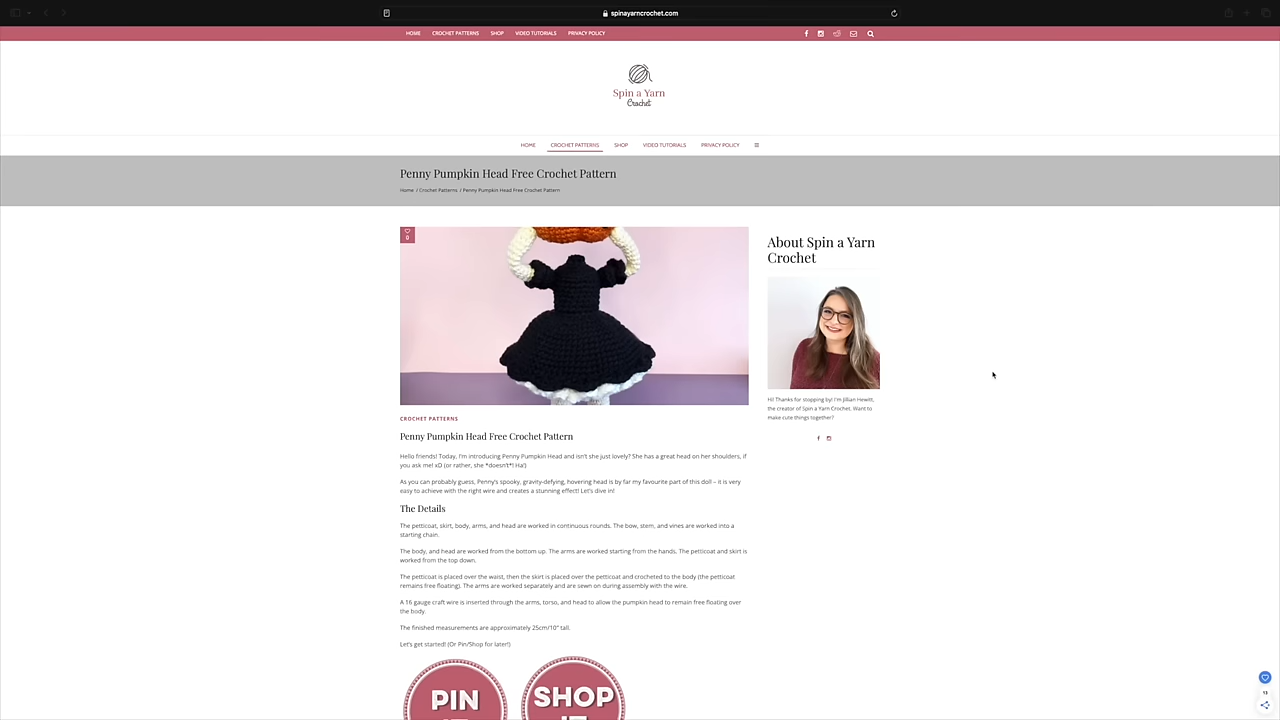 spinayarncrochet.com
HOME CROCHET PATTERNS SHOP VIDEO TUTORIALS PRIVACY POLICY
Spin a Yarn
Crochet
HOME CROCHET PATTERNS SHOP VIDEO TUTORIALS PRIVACY POLICY
Penny Pumpkin Head Free Crochet Pattern
Home / Crochet Patterns / Penny Pumpkin Head Free Crochet Pattern
0
CROCHET PATTERNS
Penny Pumpkin Head Free Crochet Pattern
Hello friends! Today, I'm introducing Penny Pumpkin Head and isn't she just lovely? She has a great head on her shoulders, if
you ask me! xD (or rather, she *doesn't*! Ha!)
As you can probably guess, Penny's spooky, gravity-defying, hovering head is by far my favourite part of this doll – it is very
easy to achieve with the right wire and creates a stunning effect! Let's dive in!
The Details
The petticoat, skirt, body, arms, and head are worked in continuous rounds. The bow, stem, and vines are worked into a
starting chain.
The body, and head are worked from the bottom up. The arms are worked starting from the hands. The petticoat and skirt is
worked from the top down.
The petticoat is placed over the waist, then the skirt is placed over the petticoat and crocheted to the body (the petticoat
remains free floating). The arms are worked separately and are sewn on during assembly with the wire.
A 16 gauge craft wire is inserted through the arms, torso, and head to allow the pumpkin head to remain free floating over
the body.
The finished measurements are approximately 25cm/10" tall.
Let's get started! (Or Pin/Shop for later!)
PIN
SHOP
IT
About Spin a Yarn
Crochet
Hi! Thanks for stopping by! I'm Jillian Hewitt,
the creator of Spin a Yarn Crochet. Want to
make cute things together?
13